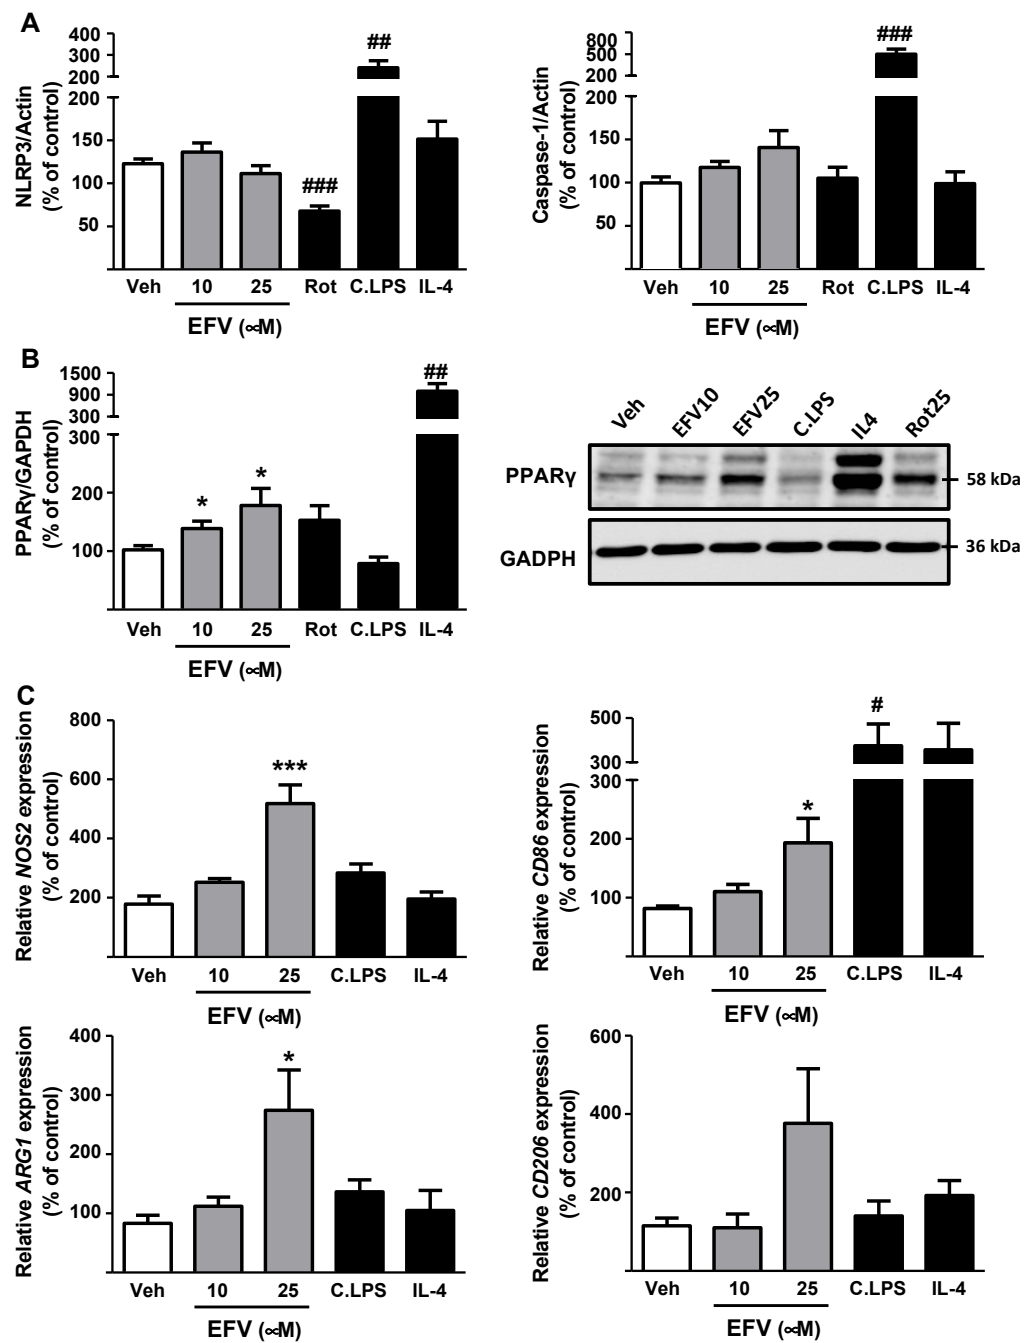 A
NLRP3/Actin
(% of control)
400
300
200
200
150
100
50
##
###
Veh 10 25 Rot C.LPS IL-4
EFV (∝M)
Caspase-1/Actin
(% of control)
800
500
200
200
150
100
50
###
Veh 10 25 Rot C.LPS IL-4
EFV (∝M)
B
PPARγ/GAPDH
(% of control)
1500
900
300
300
200
100
* * ##
Veh 10 25 Rot C.LPS IL-4
EFV (∝M)
Veh EFV10 EFV25 C.LPS IL4 Rot25
PPARγ 58 kDa
GADPH 36 kDa
C
Relative NOS2 expression
(% of control)
800
600
400
200
***
Veh 10 25 C.LPS IL-4
EFV (∝M)
Relative CD86 expression
(% of control)
500
300
300
200
100
* #
Veh 10 25 C.LPS IL-4
EFV (∝M)
Relative ARG1 expression
(% of control)
400
300
200
100
*
Veh 10 25 C.LPS IL-4
EFV (∝M)
Relative CD206 expression
(% of control)
600
400
200
Veh 10 25 C.LPS IL-4
EFV (∝M)